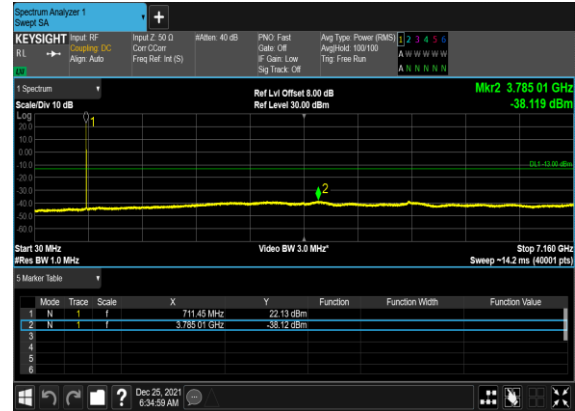 Spectrum Analyzer 1
Swept SA
KEYSIGHT Input: RF Input Z: 50 Ω #Atten: 40 dB PNO: Fast Avg Type: Power (RMS) 1 2 3 4 5 6
RL Coupling: DC Corr CCorr Gate: Off Avg|Hold: 100/100 A W W W W W
Align: Auto Freq Ref: Int (S) IF Gain: Low Trig: Free Run
Sig Track: Off A N N N N N
1 Spectrum Ref Lvl Offset 8.00 dB Mkr2 3.785 01 GHz
Scale/Div 10 dB Ref Level 30.00 dBm -38.119 dBm
Log
20.0
10.0
0.00
-10.0
-20.0
-30.0
-40.0
-50.0
-60.0
1
DL1 -13.00 dBm
2
Start 30 MHz Video BW 3.0 MHz* Stop 7.160 GHz
#Res BW 1.0 MHz Sweep ~14.2 ms (40001 pts)
5 Marker Table
Mode Trace Scale X Y Function Function Width Function Value
1 N 1 f 711.45 MHz 22.13 dBm
2 N 1 f 3.785 01 GHz -38.12 dBm
3
4
5
6
Dec 25, 2021
6:34:59 AM